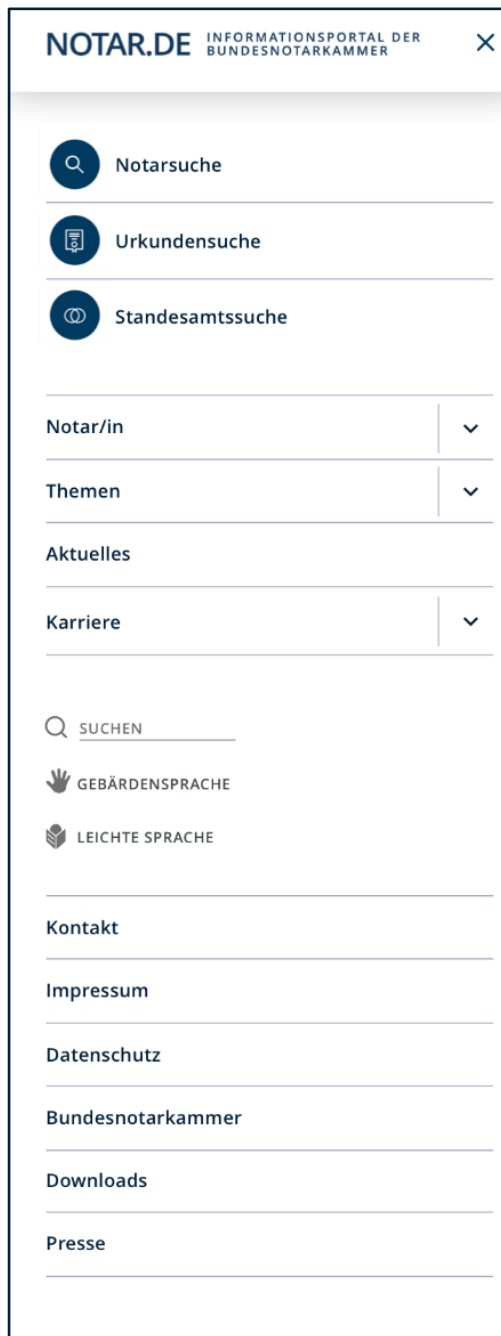 NOTAR.DE INFORMATIONSPORTAL DER
BUNDESNOTARKAMMER
Notarsuche
Urkundensuche
Standesamtssuche
Notar/in
Themen
Aktuelles
Karriere
SUCHEN
GEBÄRDENSPRACHE
LEICHTE SPRACHE
Kontakt
Impressum
Datenschutz
Bundesnotarkammer
Downloads
Presse